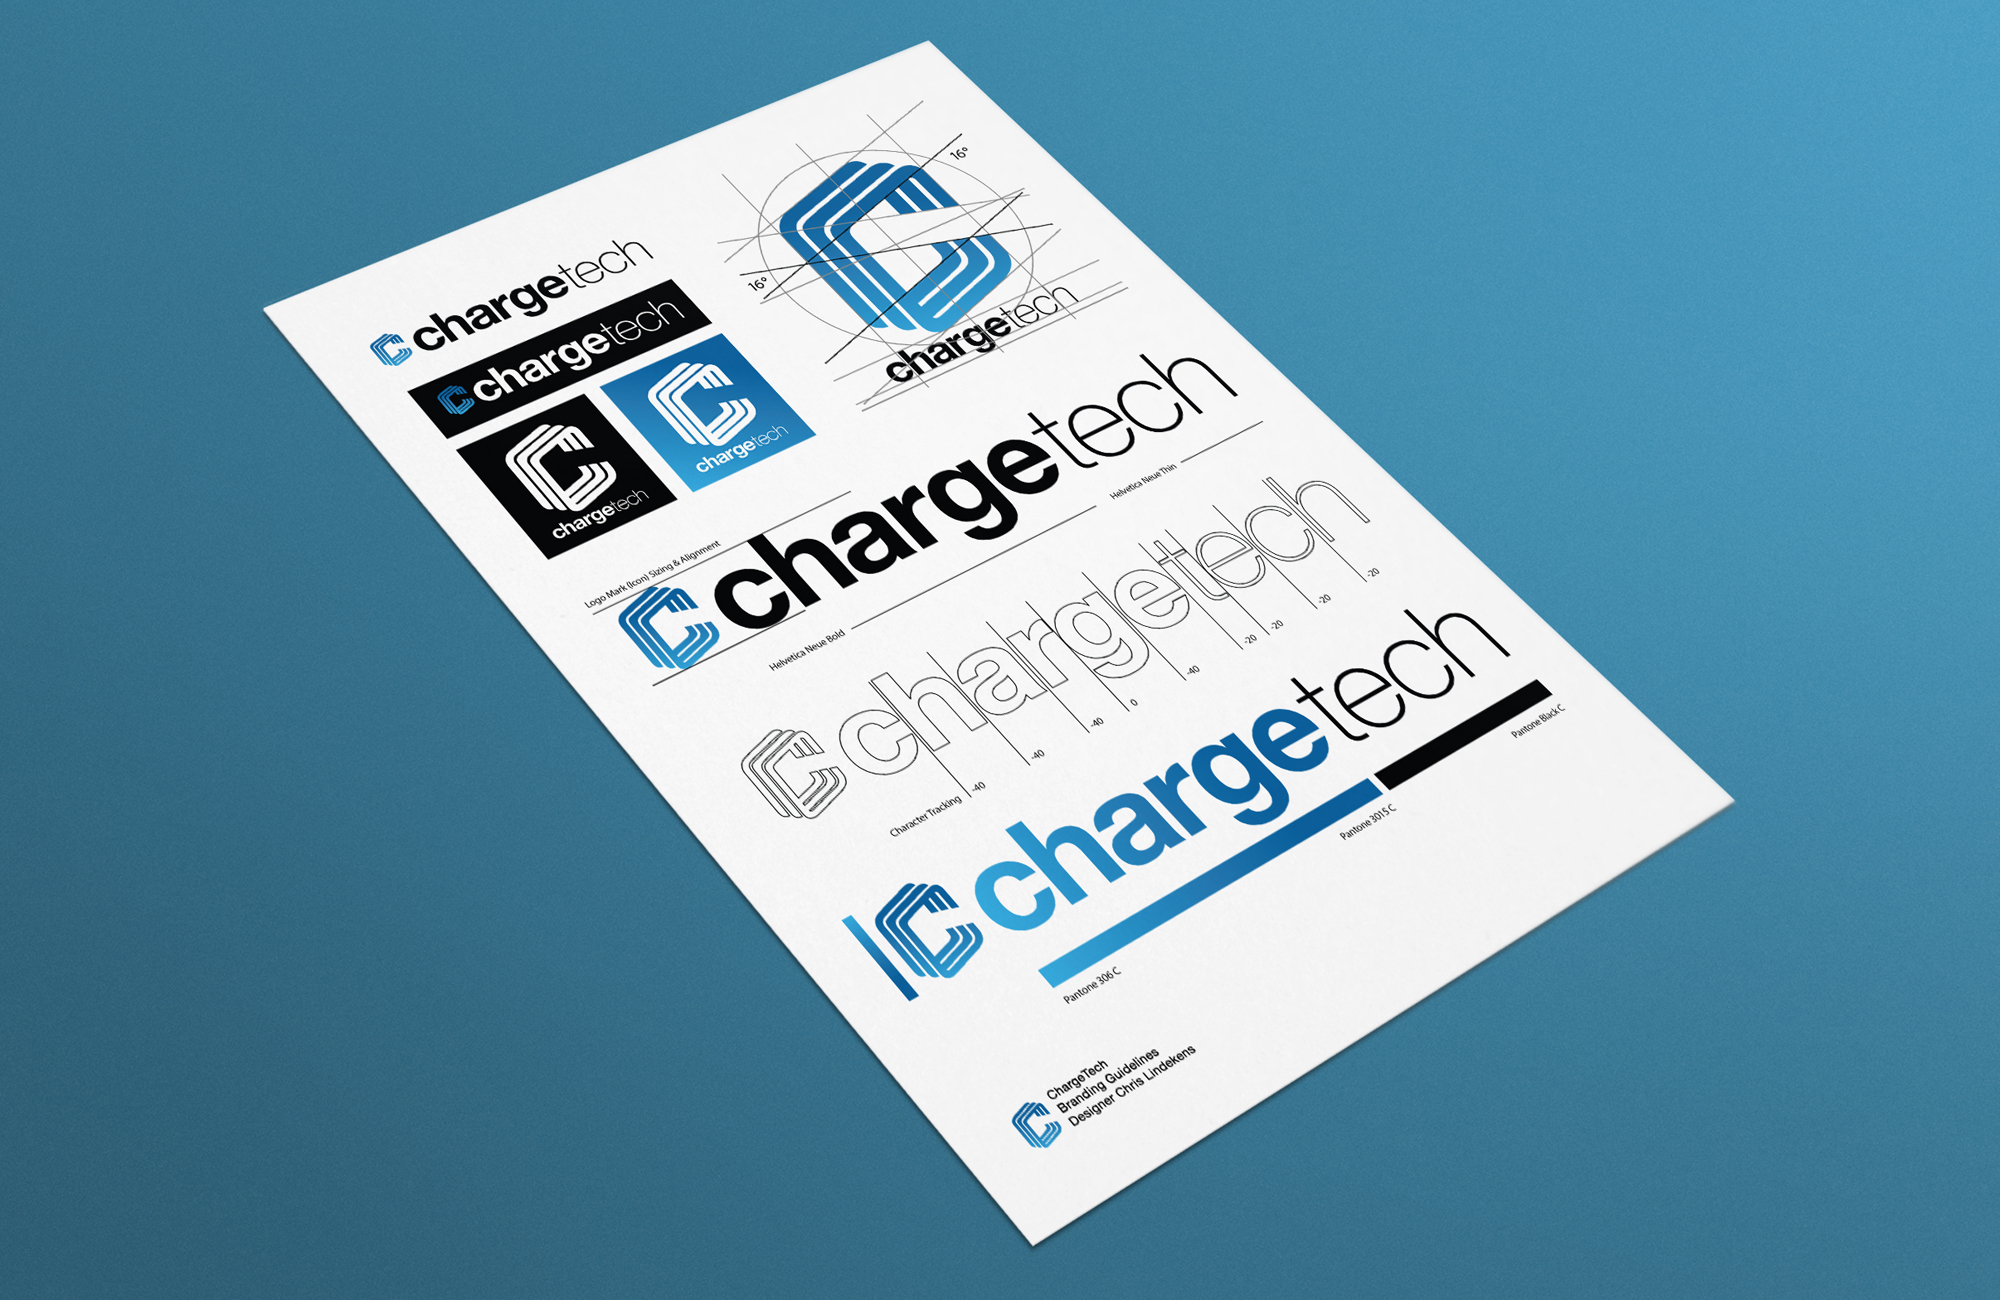 chargetech
chargetech
chargetech
chargetech
16°
16°
chargetech
Logo Mark (Icon) Sizing & Alignment
chargetech
Helvetica Neue Bold
Helvetica Neue Thin
chargetech
Character Tracking
-40
-40
-40
0
-40
-20
-20
-20
-20
chargetech
Pantone 306 C
Pantone 3015 C
Pantone Black C
ChargeTech
Branding Guidelines
Designer Chris Lindekens